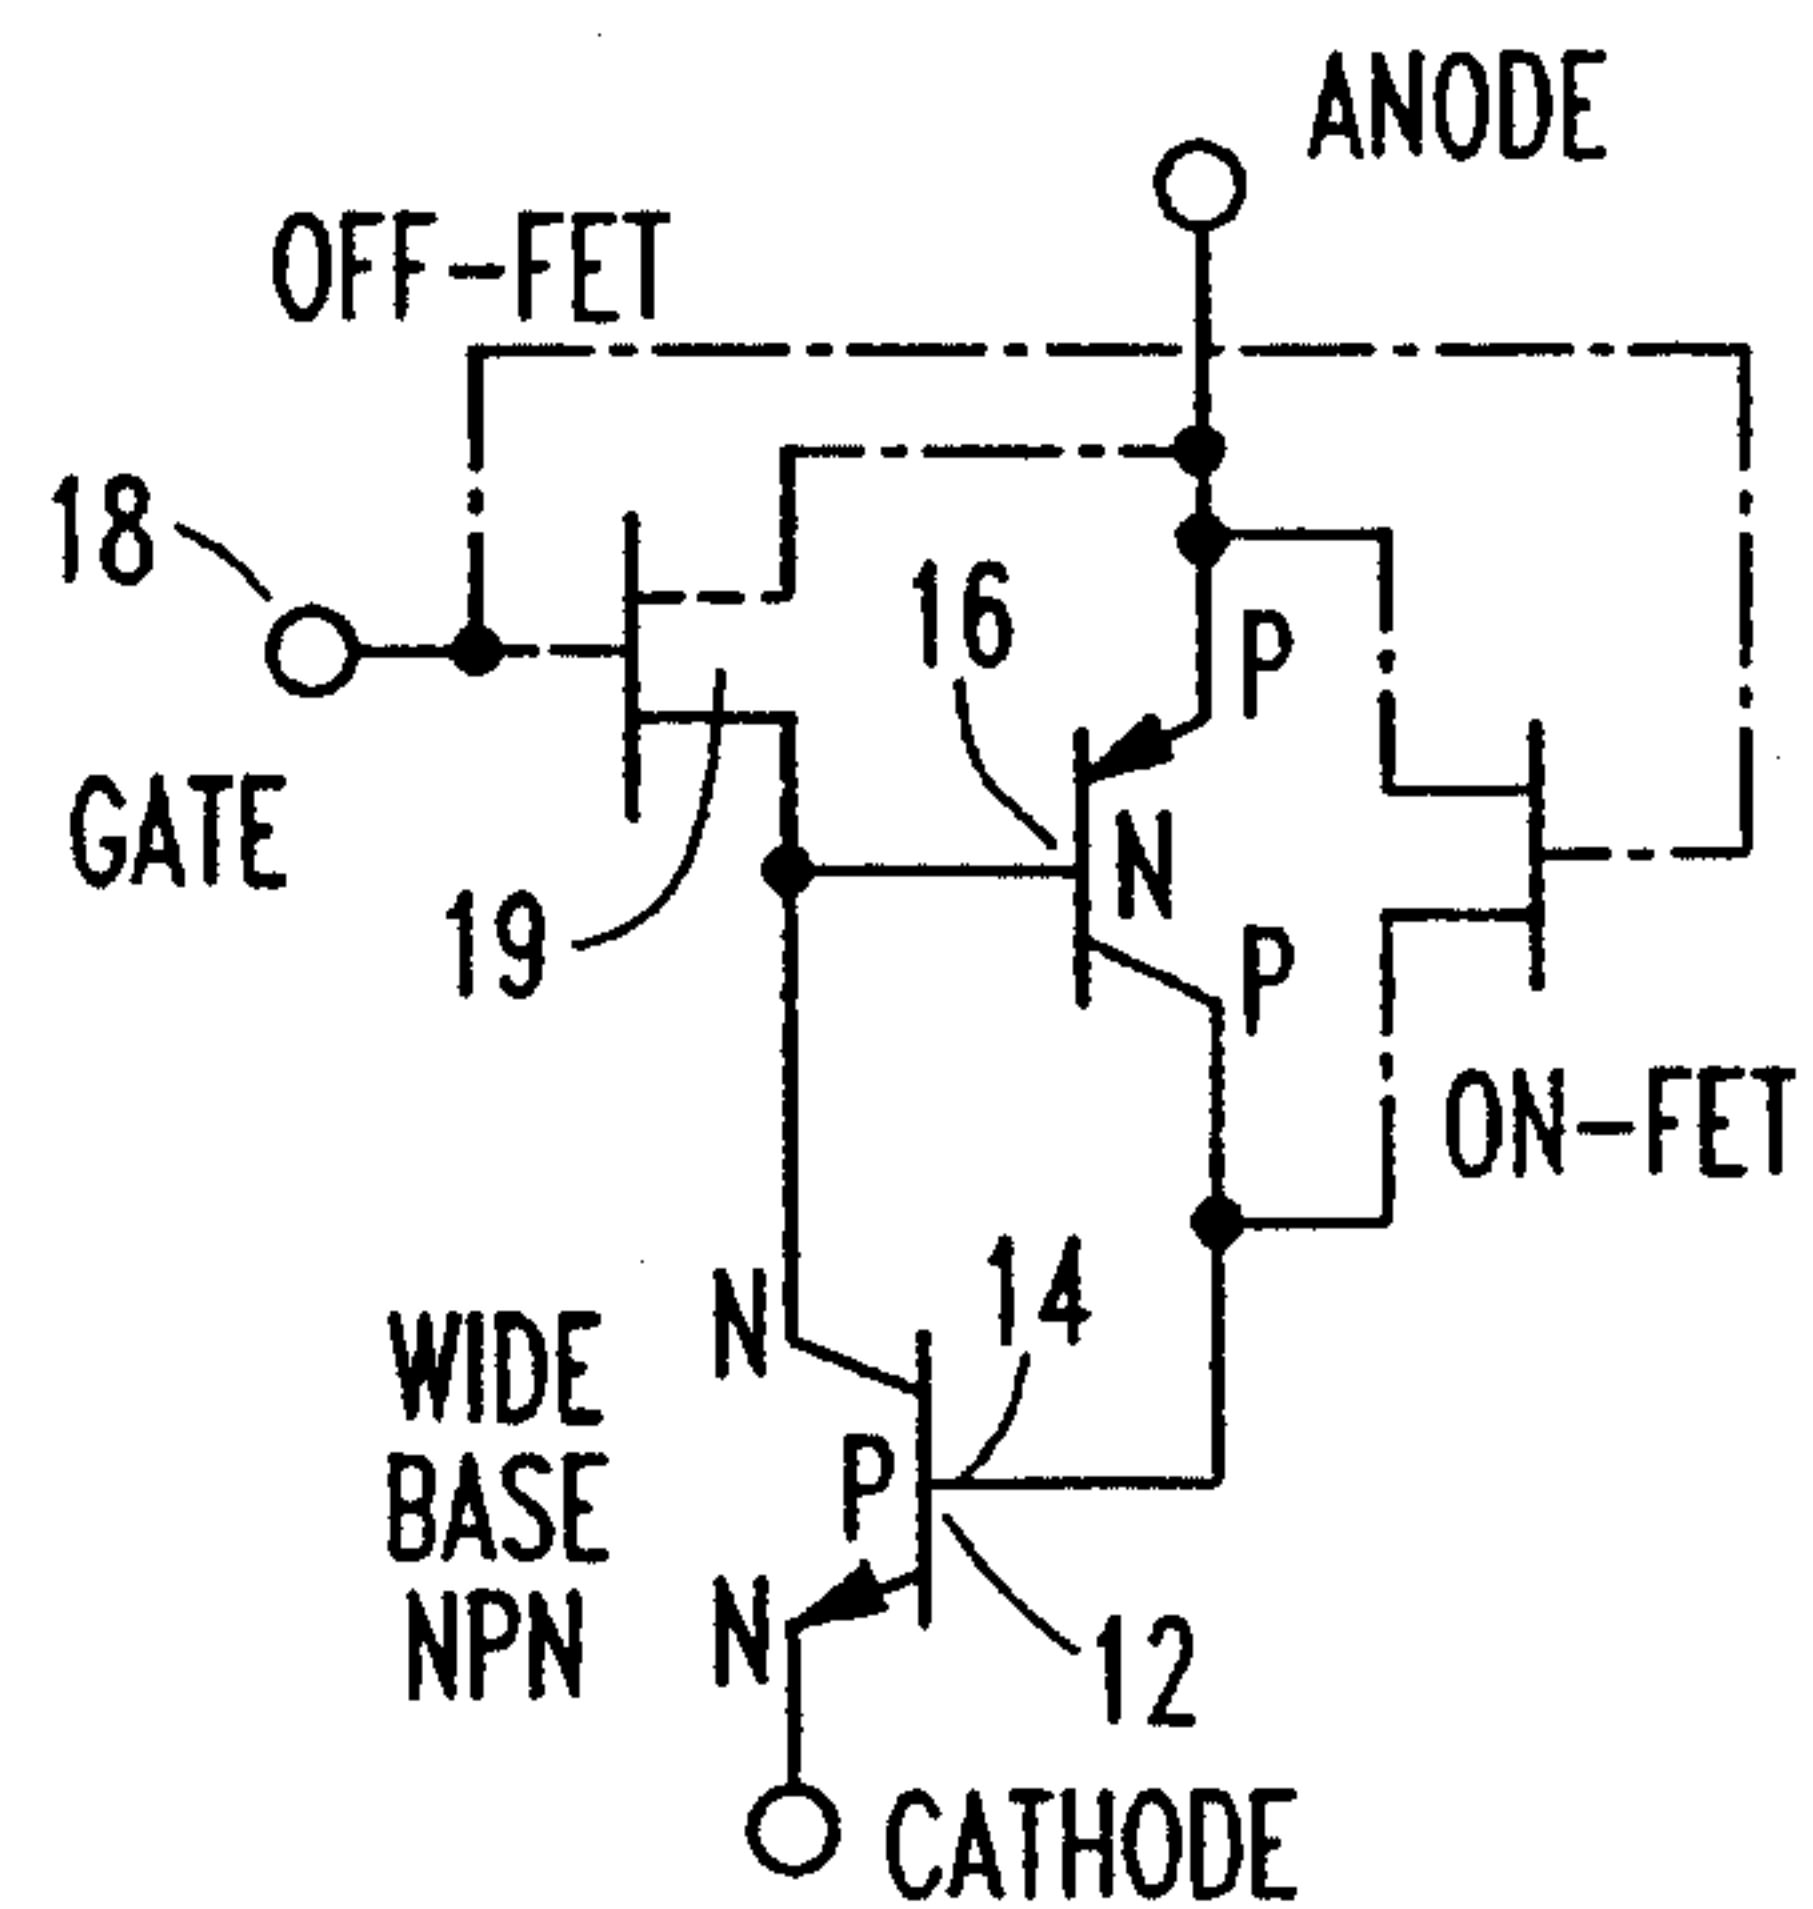 ANODE
OFF-FET
18
16
P
GATE
N
19
P
ON-FET
14
N
WIDE
BASE
NPN
P
N
12
CATHODE